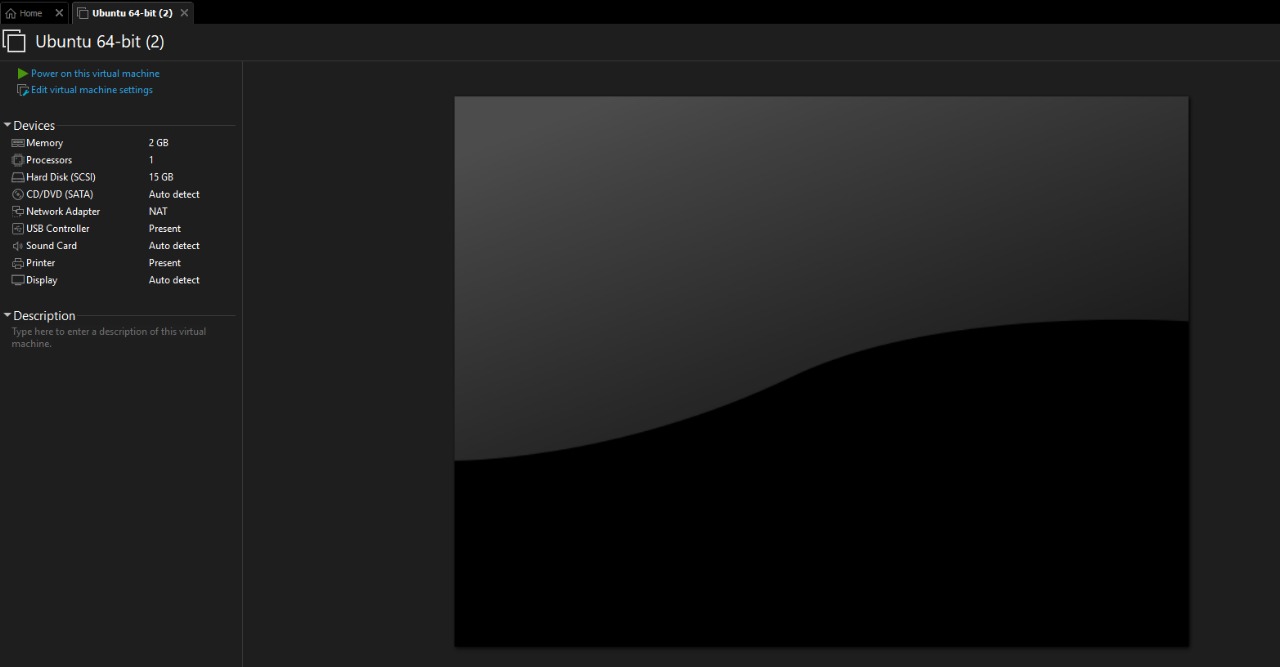 Home
Ubuntu 64-bit (2)
Ubuntu 64-bit (2)
Power on this virtual machine
Edit virtual machine settings
Devices
Memory 2 GB
Processors 1
Hard Disk (SCSI) 15 GB
CD/DVD (SATA) Auto detect
Network Adapter NAT
USB Controller Present
Sound Card Auto detect
Printer Present
Display Auto detect
Description
Type here to enter a description of this virtual
machine.